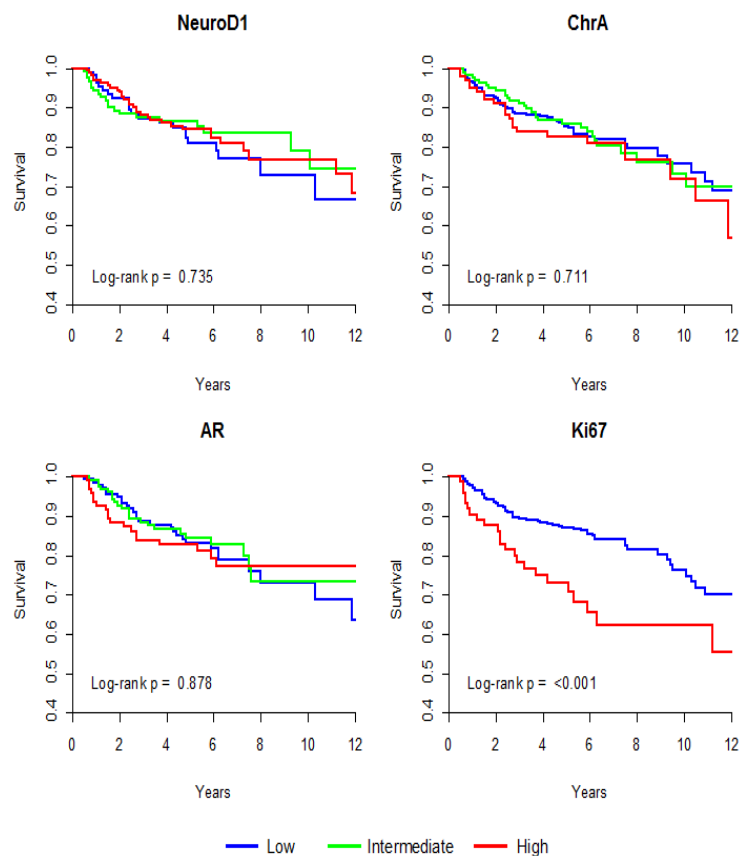 NeuroD1
ChrA
1.0
0.9
0.8
0.7
0.6
0.5
0.4
Survival
Log-rank p = 0.735
0 2 4 6 8 10 12
Years
1.0
0.9
0.8
0.7
0.6
0.5
0.4
Survival
Log-rank p = 0.711
0 2 4 6 8 10 12
Years
AR
Ki67
1.0
0.9
0.8
0.7
0.6
0.5
0.4
Survival
Log-rank p = 0.878
0 2 4 6 8 10 12
Years
1.0
0.9
0.8
0.7
0.6
0.5
0.4
Survival
Log-rank p = <0.001
0 2 4 6 8 10 12
Years
Low Intermediate High